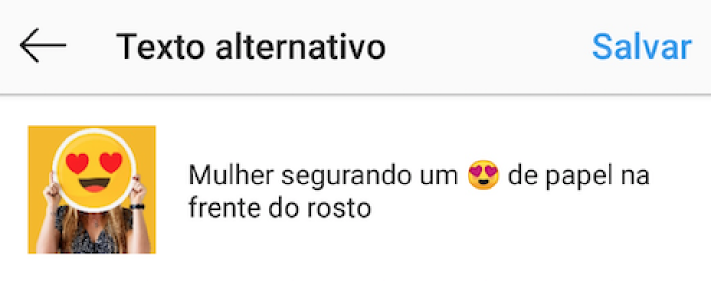 Texto alternativo
Salvar
Mulher segurando um 😍 de papel na
frente do rosto